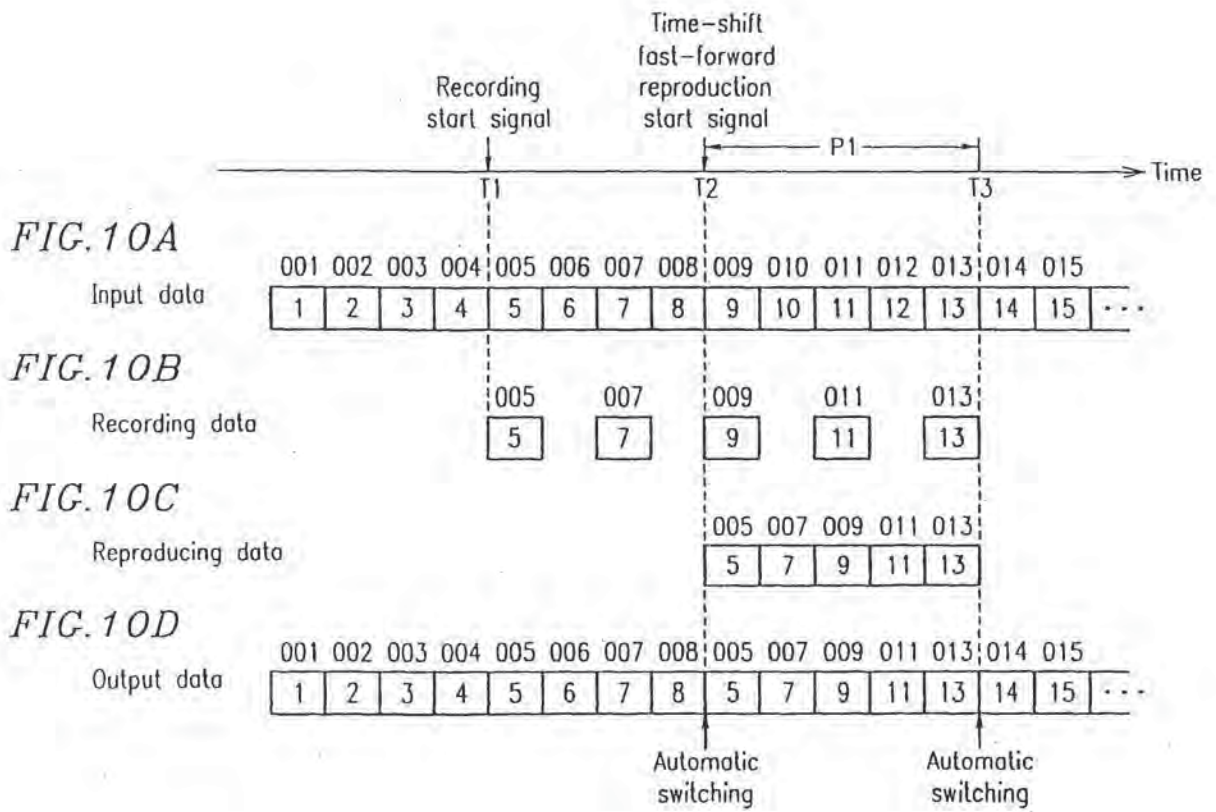 Time-shift
fast-forward
reproduction
start signal
Recording
start signal
P1
Time
T1
T2
T3
FIG.10A
001 002 003 004 005 006 007 008 009 010 011 012 013 014 015
Input data
1 2 3 4 5 6 7 8 9 10 11 12 13 14 15 ...
FIG.10B
005 007 009 011 013
Recording data
5 7 9 11 13
FIG.10C
005 007 009 011 013
Reproducing data
5 7 9 11 13
FIG.10D
001 002 003 004 005 006 007 008 005 007 009 011 013 014 015
Output data
1 2 3 4 5 6 7 8 5 7 9 11 13 14 15 ...
Automatic
switching
Automatic
switching